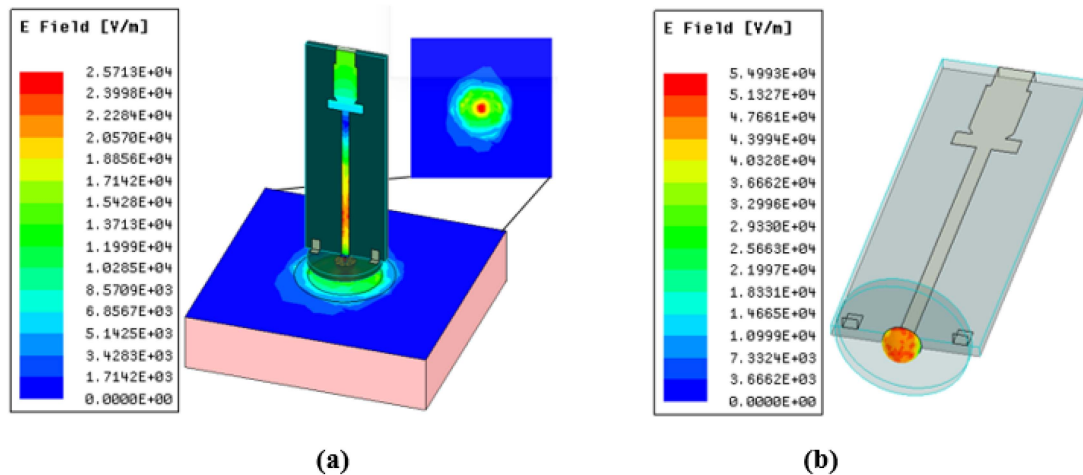 E Field [V/m]
2.5713E+04
2.3998E+04
2.2284E+04
2.0570E+04
1.8856E+04
1.7142E+04
1.5428E+04
1.3713E+04
1.1999E+04
1.0285E+04
8.5709E+03
6.8567E+03
5.1425E+03
3.4283E+03
1.7142E+03
0.0000E+00
(a)
E Field [V/m]
5.4993E+04
5.1327E+04
4.7661E+04
4.3994E+04
4.0328E+04
3.6662E+04
3.2996E+04
2.9330E+04
2.5663E+04
2.1997E+04
1.8331E+04
1.4665E+04
1.0999E+04
7.3324E+03
3.6662E+03
0.0000E+00
(b)